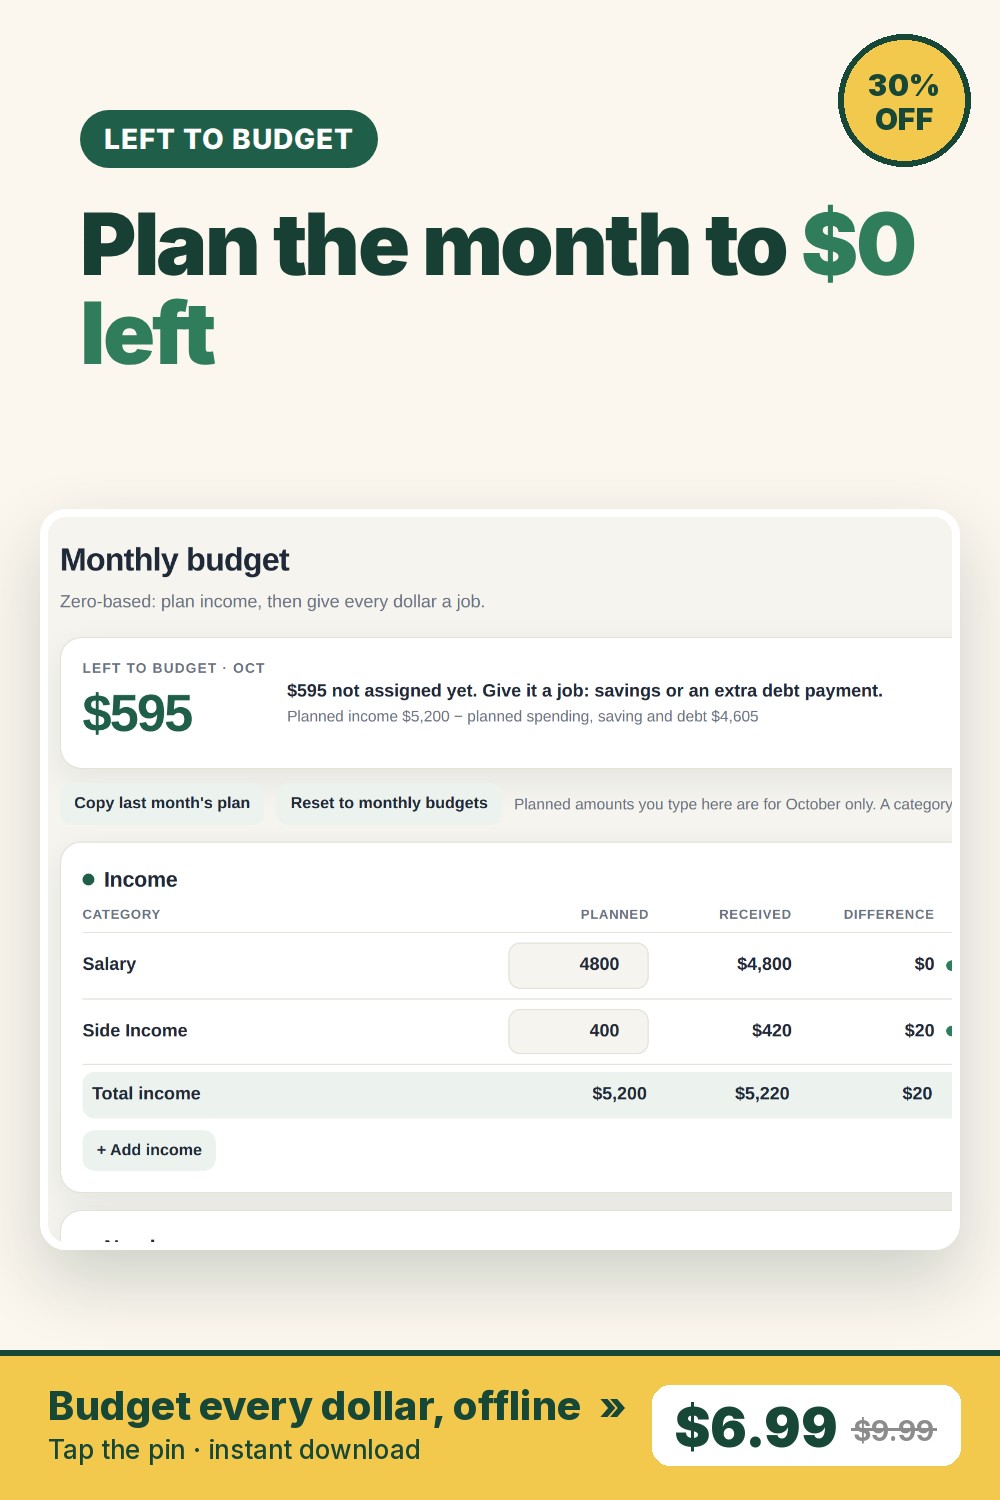 30%
OFF
LEFT TO BUDGET
Plan the month to $0
left
Monthly budget
Zero-based: plan income, then give every dollar a job.
LEFT TO BUDGET · OCT
$595
$595 not assigned yet. Give it a job: savings or an extra debt payment.
Planned income $5,200 − planned spending, saving and debt $4,605
Copy last month's plan Reset to monthly budgets Planned amounts you type here are for October only. A category
Income
CATEGORY PLANNED RECEIVED DIFFERENCE
Salary 4800 $4,800 $0
Side Income 400 $420 $20
Total income $5,200 $5,220 $20
+ Add income
Budget every dollar, offline »
Tap the pin · instant download
$6.99 $9.99